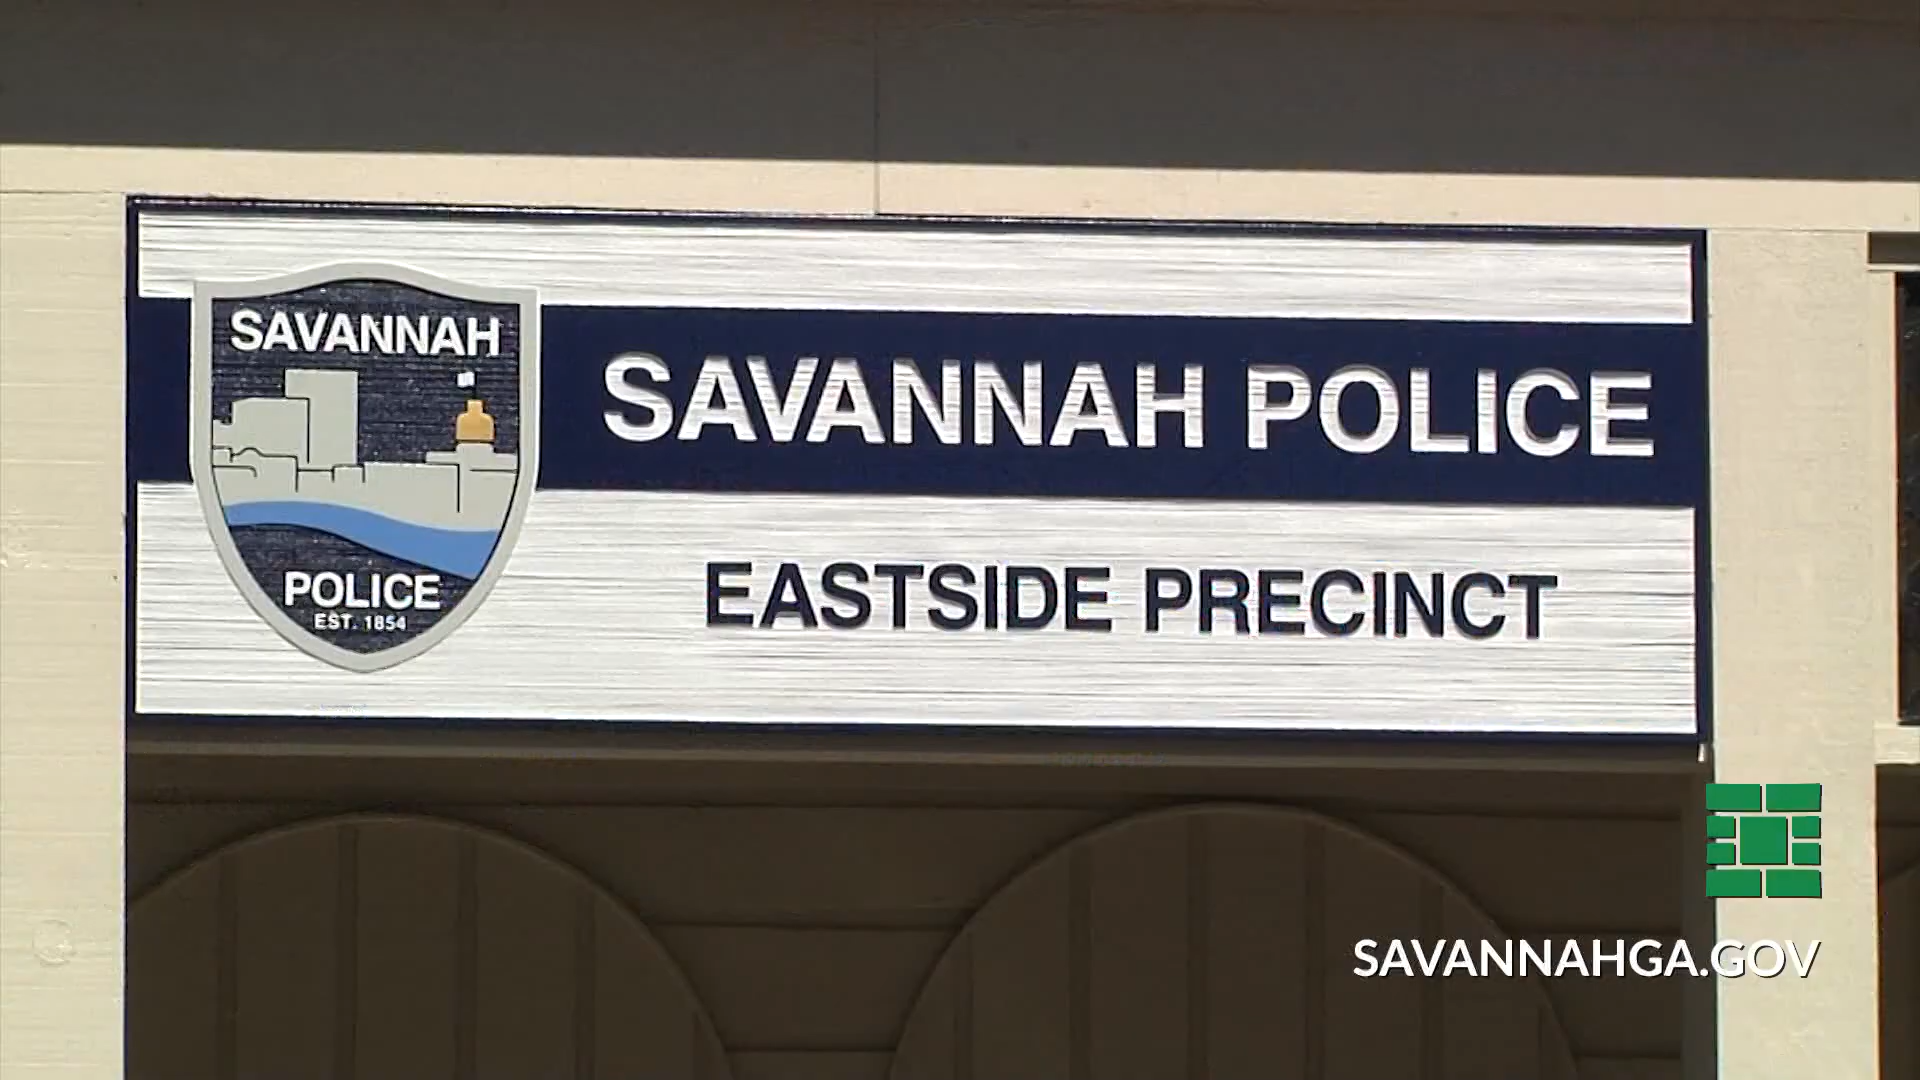 SAVANNAH
POLICE
EST. 1854
SAVANNAH POLICE
EASTSIDE PRECINCT
SAVANNAHGA.GOV